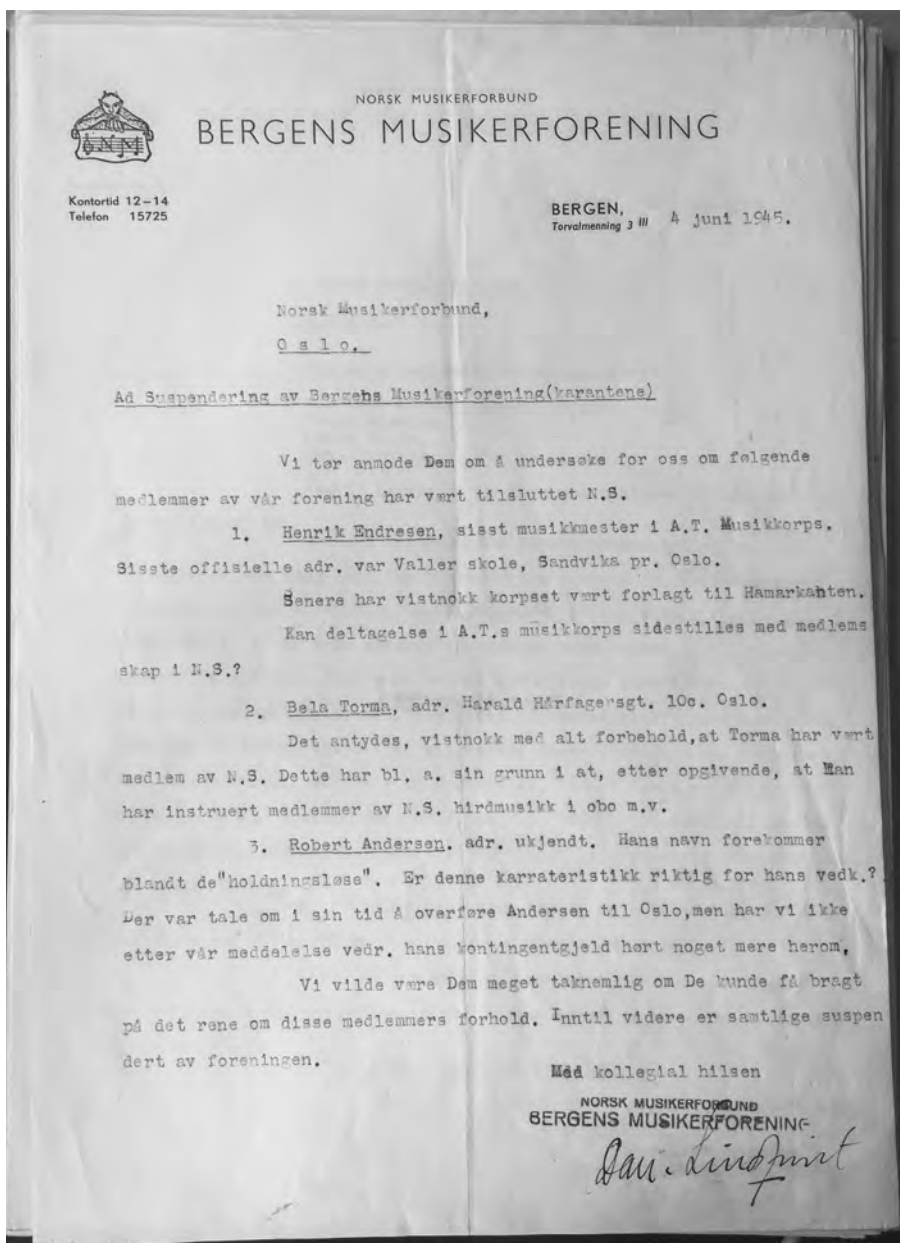 NORSK MUSIKERFORBUND
BERGENS MUSIKERFORENING
NM
Kontortid 12–14
Telefon 15725
BERGEN,
Torvalmenning 3 III 4 juni 1945.
Norsk Musikerforbund,
Oslo.
Ad Suspendering av Bergens Musikerforening(karantene)
Vi tør anmode Dem om å undersøke for oss om følgende
medlemmer av vår forening har vært tilsluttet N.S.
1. Henrik Endresen, sisst musikkmester i A.T. Musikkorps.
Sisste offisielle adr. var Valler skole, Sandvika pr. Oslo.
Senere har vistnokk korpset vært forlagt til Hamarkanten.
Kan deltagelse i A.T.s musikkorps sidestilles med medlems
skap i N.S.?
2. Bela Torma, adr. Harald Hårfagersgt. 10c. Oslo.
Det antydes, vistnokk med alt forbehold,at Torma har vært
medlem av N.S. Dette har bl. a. sin grunn i at, etter opgivende, at Han
har instruert medlemmer av N.S. hirdmusikk i obo m.v.
3. Robert Andersen. adr. ukjendt. Hans navn forekommer
blandt de"holdningsløse". Er denne karrateristikk riktig for hans vedk.?
Der var tale om i sin tid å overføre Andersen til Oslo,men har vi ikke
etter vår meddelelse vedr. hans kontingentgjeld hørt noget mere herom,
Vi vilde være Dem meget taknemlig om De kunde få bragt
på det rene om disse medlemmers forhold. Inntil videre er samtlige suspen
dert av foreningen.
Med kollegial hilsen
NORSK MUSIKERFORBUND
BERGENS MUSIKERFORENING
Lindqvist